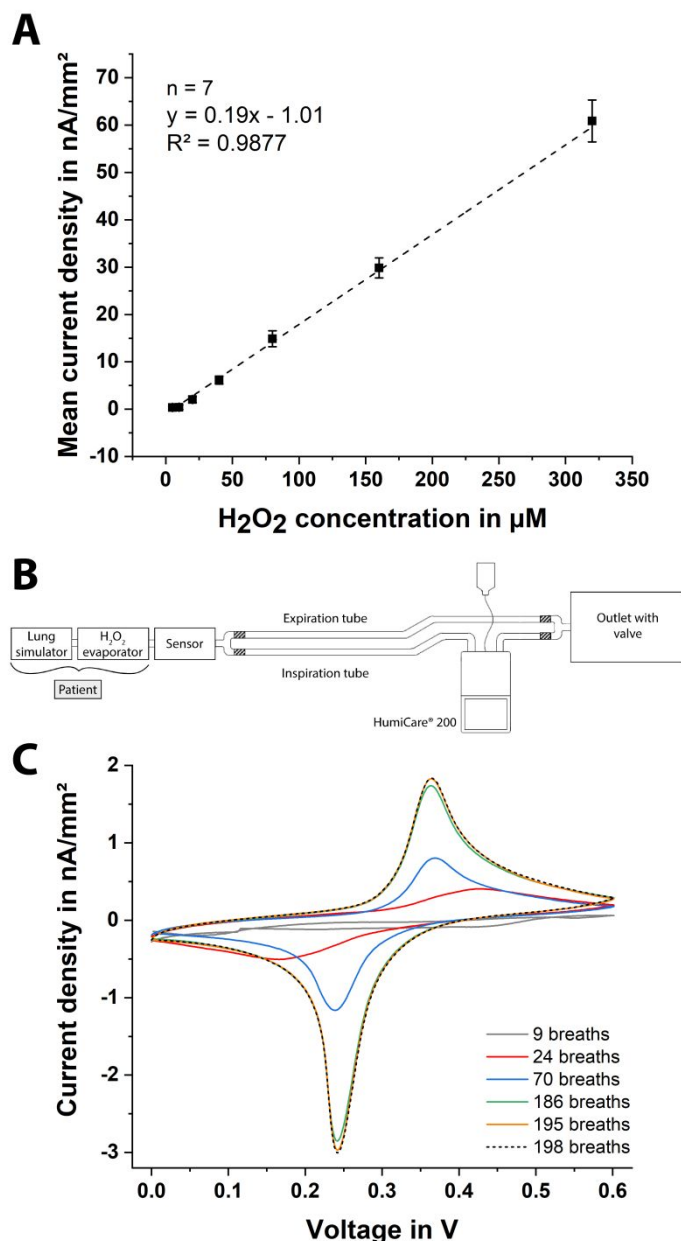 A
Mean current density in nA/mm²
70
60
50
40
30
20
10
0
-10
n = 7
y = 0.19x - 1.01
R² = 0.9877
0 50 100 150 200 250 300 350
H₂O₂ concentration in µM
B
Lung simulator
H₂O₂ evaporator
Sensor
Patient
Expiration tube
Inspiration tube
HumiCare® 200
Outlet with valve
C
Current density in nA/mm²
2
1
0
-1
-2
-3
9 breaths
24 breaths
70 breaths
186 breaths
195 breaths
198 breaths
0.0 0.1 0.2 0.3 0.4 0.5 0.6
Voltage in V